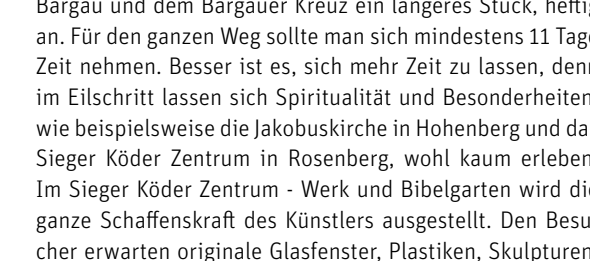 Bargau und dem Bargauer Kreuz ein längeres Stück, heftig
an. Für den ganzen Weg sollte man sich mindestens 11 Tage
Zeit nehmen. Besser ist es, sich mehr Zeit zu lassen, denn
im Eilschritt lassen sich Spiritualität und Besonderheiten
wie beispielsweise die Jakobuskirche in Hohenberg und da
Sieger Köder Zentrum in Rosenberg, wohl kaum erleben
Im Sieger Köder Zentrum - Werk und Bibelgarten wird die
ganze Schaffenskraft des Künstlers ausgestellt. Den Besu
cher erwarten originale Glasfenster, Plastiken, Skulpturen